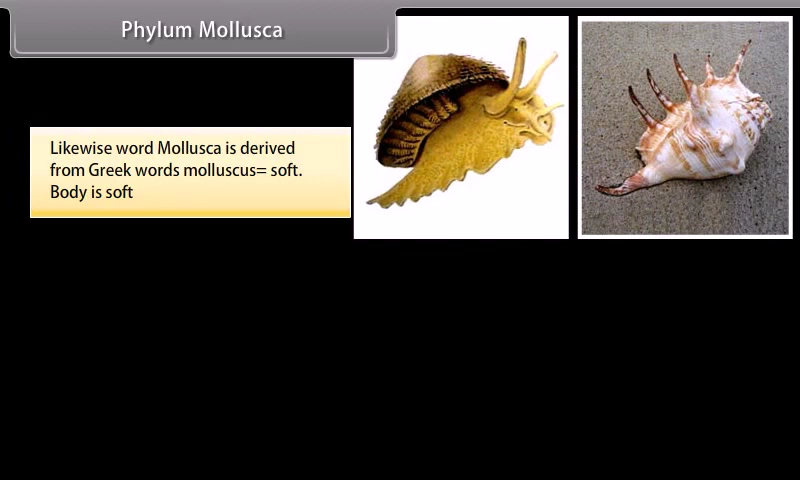 Phylum Mollusca
Likewise word Mollusca is derived
from Greek words molluscus= soft.
Body is soft